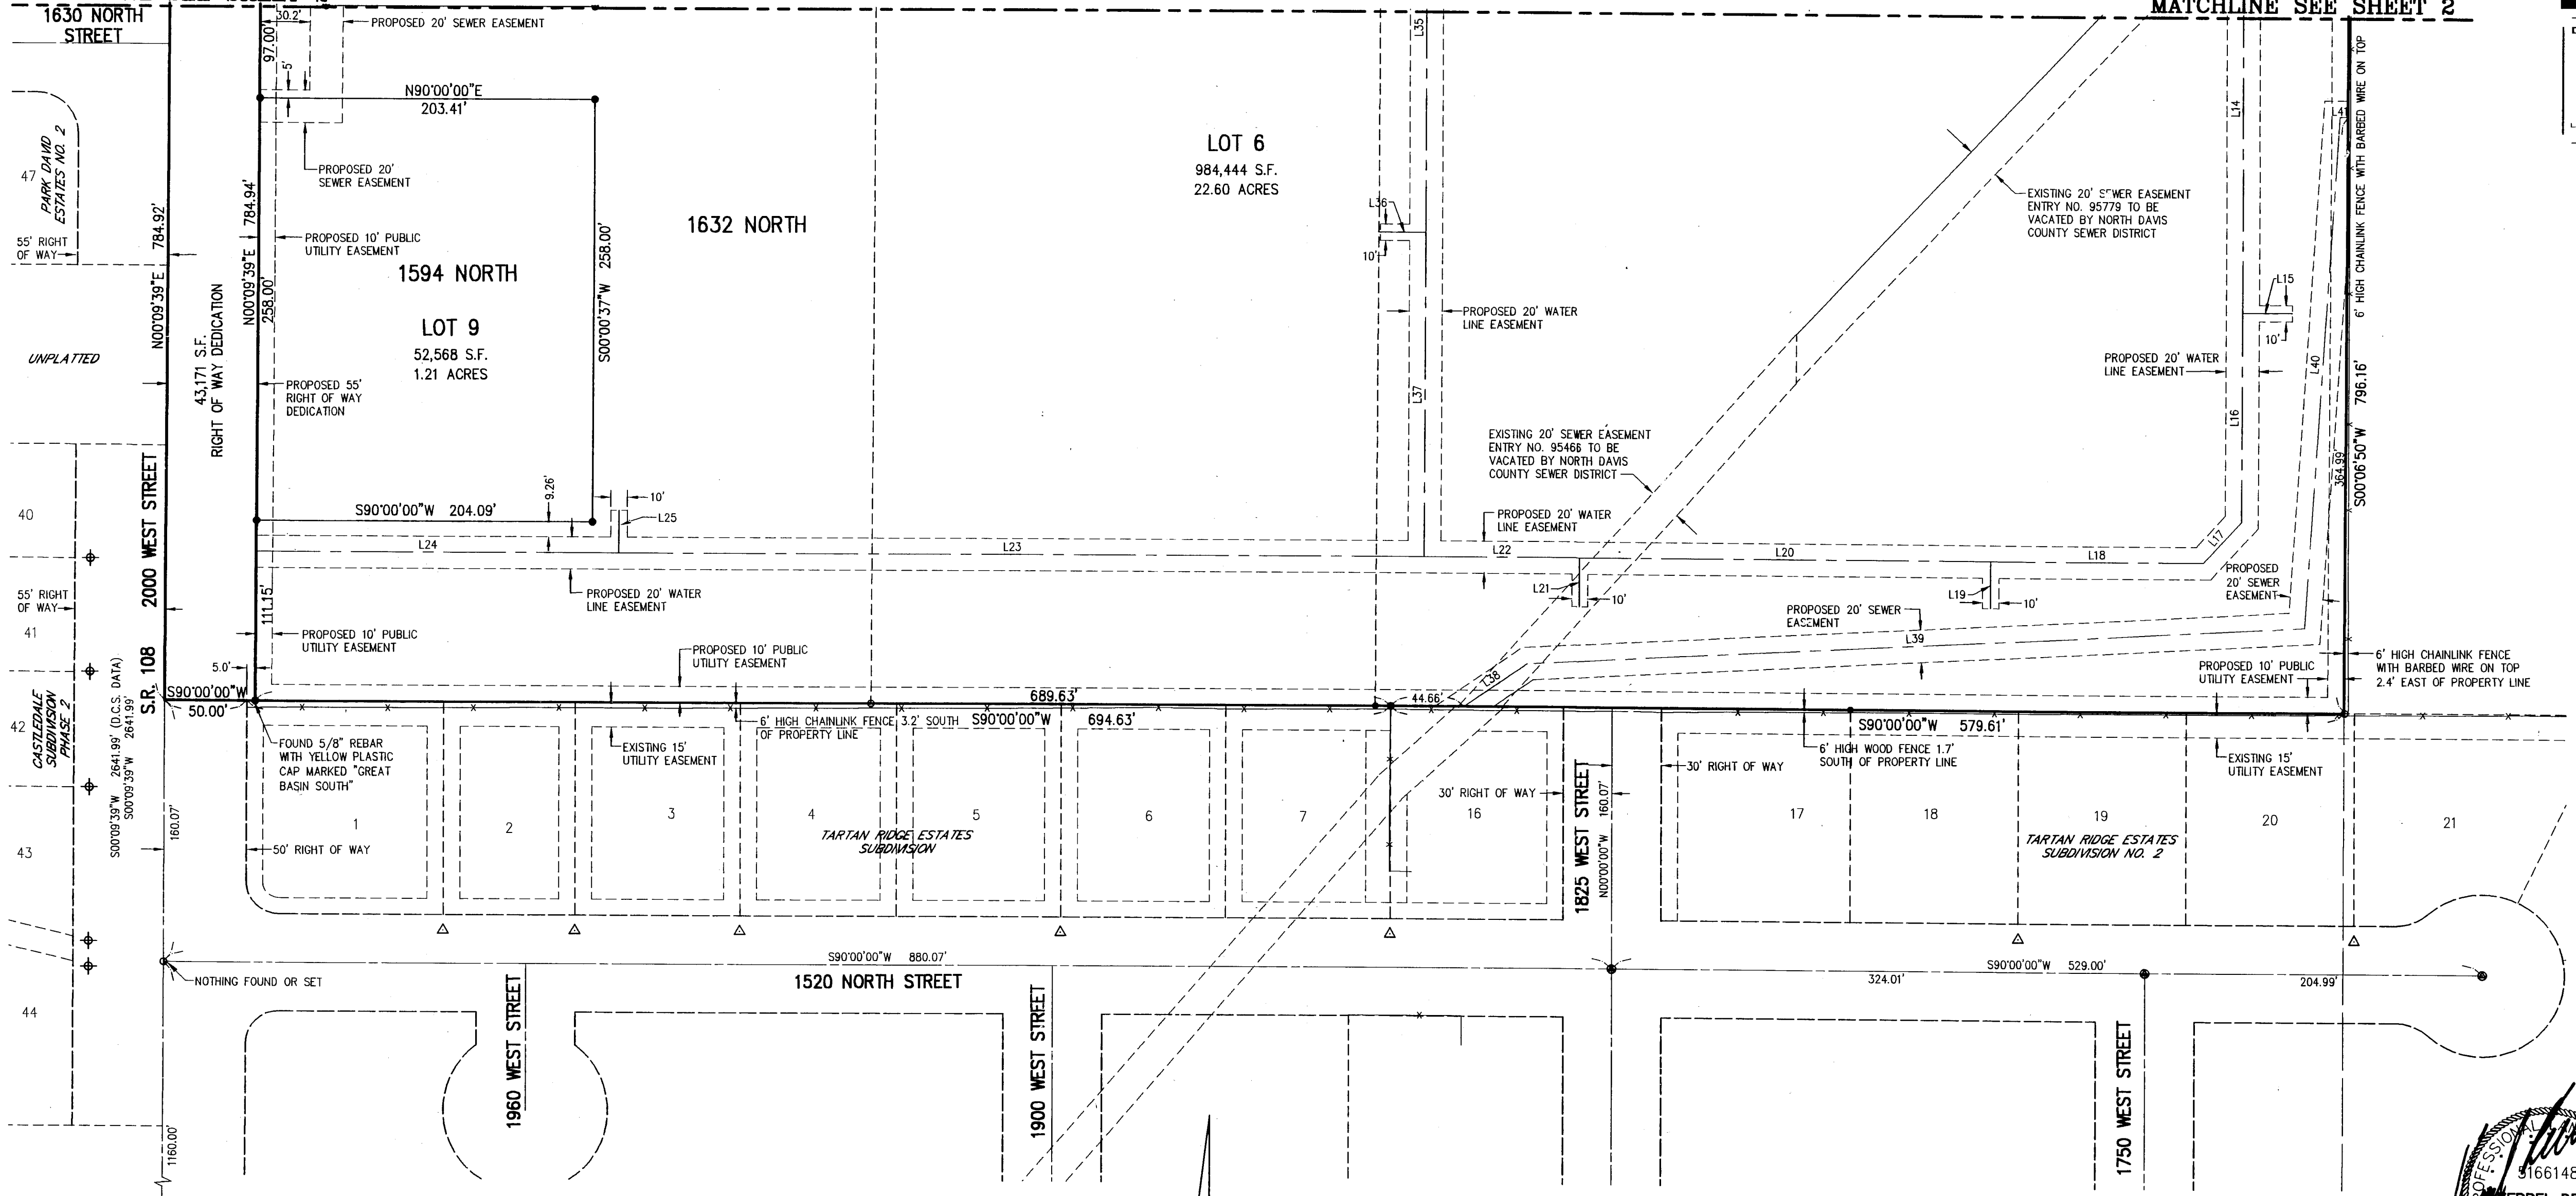 1630 NORTH
STREET
MATCHLINE SEE SHEET 2
30.2'
PROPOSED 20' SEWER EASEMENT
97.00'
5'
N90°00'00"E
203.41'
PROPOSED 20'
SEWER EASEMENT
47
PARK DAVID
ESTATES NO. 2
55' RIGHT
OF WAY
N00°09'39"E 784.92'
N00°09'39"E 784.94'
258.00'
PROPOSED 10' PUBLIC
UTILITY EASEMENT
1594 NORTH
LOT 9
52,568 S.F.
1.21 ACRES
S00°00'37"W 258.00'
1632 NORTH
LOT 6
984,444 S.F.
22.60 ACRES
L35
L36
10'
L37
PROPOSED 20' WATER
LINE EASEMENT
EXISTING 20' SEWER EASEMENT
ENTRY NO. 95779 TO BE
VACATED BY NORTH DAVIS
COUNTY SEWER DISTRICT
L14
L41
6' HIGH CHAINLINK FENCE WITH BARBED WIRE ON TOP
L15
10'
PROPOSED 20' WATER
LINE EASEMENT
L40
L16
796.16'
S00°06'50"W
364.99'
UNPLATTED
43,171 S.F.
RIGHT OF WAY DEDICATION
PROPOSED 55'
RIGHT OF WAY
DEDICATION
EXISTING 20' SEWER EASEMENT
ENTRY NO. 95466 TO BE
VACATED BY NORTH DAVIS
COUNTY SEWER DISTRICT
PROPOSED 20' WATER
LINE EASEMENT
S90°00'00"W 204.09'
9.26'
10'
L25
L24
L23
L22
L20
L18
L17
L21
10'
L19
10'
PROPOSED
20' SEWER
EASEMENT
PROPOSED 20' SEWER
EASEMENT
L39
L38
PROPOSED 20' WATER
LINE EASEMENT
40
55' RIGHT
OF WAY
41
42
CASTLEDALE
SUBDIVISION
PHASE 2
43
44
S.R. 108 2000 WEST STREET
S00°09'39"W 2641.99' (D.C.S. DATA)
S00°09'39"W 2641.99'
111.15'
PROPOSED 10' PUBLIC
UTILITY EASEMENT
5.0'
S90°00'00"W
50.00'
PROPOSED 10' PUBLIC
UTILITY EASEMENT
689.63'
44.66'
6' HIGH CHAINLINK FENCE 3.2' SOUTH
OF PROPERTY LINE
S90°00'00"W 694.63'
EXISTING 15'
UTILITY EASEMENT
FOUND 5/8" REBAR
WITH YELLOW PLASTIC
CAP MARKED "GREAT
BASIN SOUTH"
PROPOSED 10' PUBLIC
UTILITY EASEMENT
6' HIGH CHAINLINK FENCE
WITH BARBED WIRE ON TOP
2.4' EAST OF PROPERTY LINE
S90°00'00"W 579.61'
6' HIGH WOOD FENCE 1.7'
SOUTH OF PROPERTY LINE
EXISTING 15'
UTILITY EASEMENT
30' RIGHT OF WAY
30' RIGHT OF WAY
1825 WEST STREET
N00°00'00"W 160.07'
160.07'
50' RIGHT OF WAY
1
2
3
4
5
6
7
16
17
18
19
20
21
TARTAN RIDGE ESTATES
SUBDIVISION
TARTAN RIDGE ESTATES
SUBDIVISION NO. 2
NOTHING FOUND OR SET
S90°00'00"W 880.07'
1520 NORTH STREET
S90°00'00"W 529.00'
324.01'
204.99'
1960 WEST STREET
1900 WEST STREET
1750 WEST STREET
1160.00'
5166148